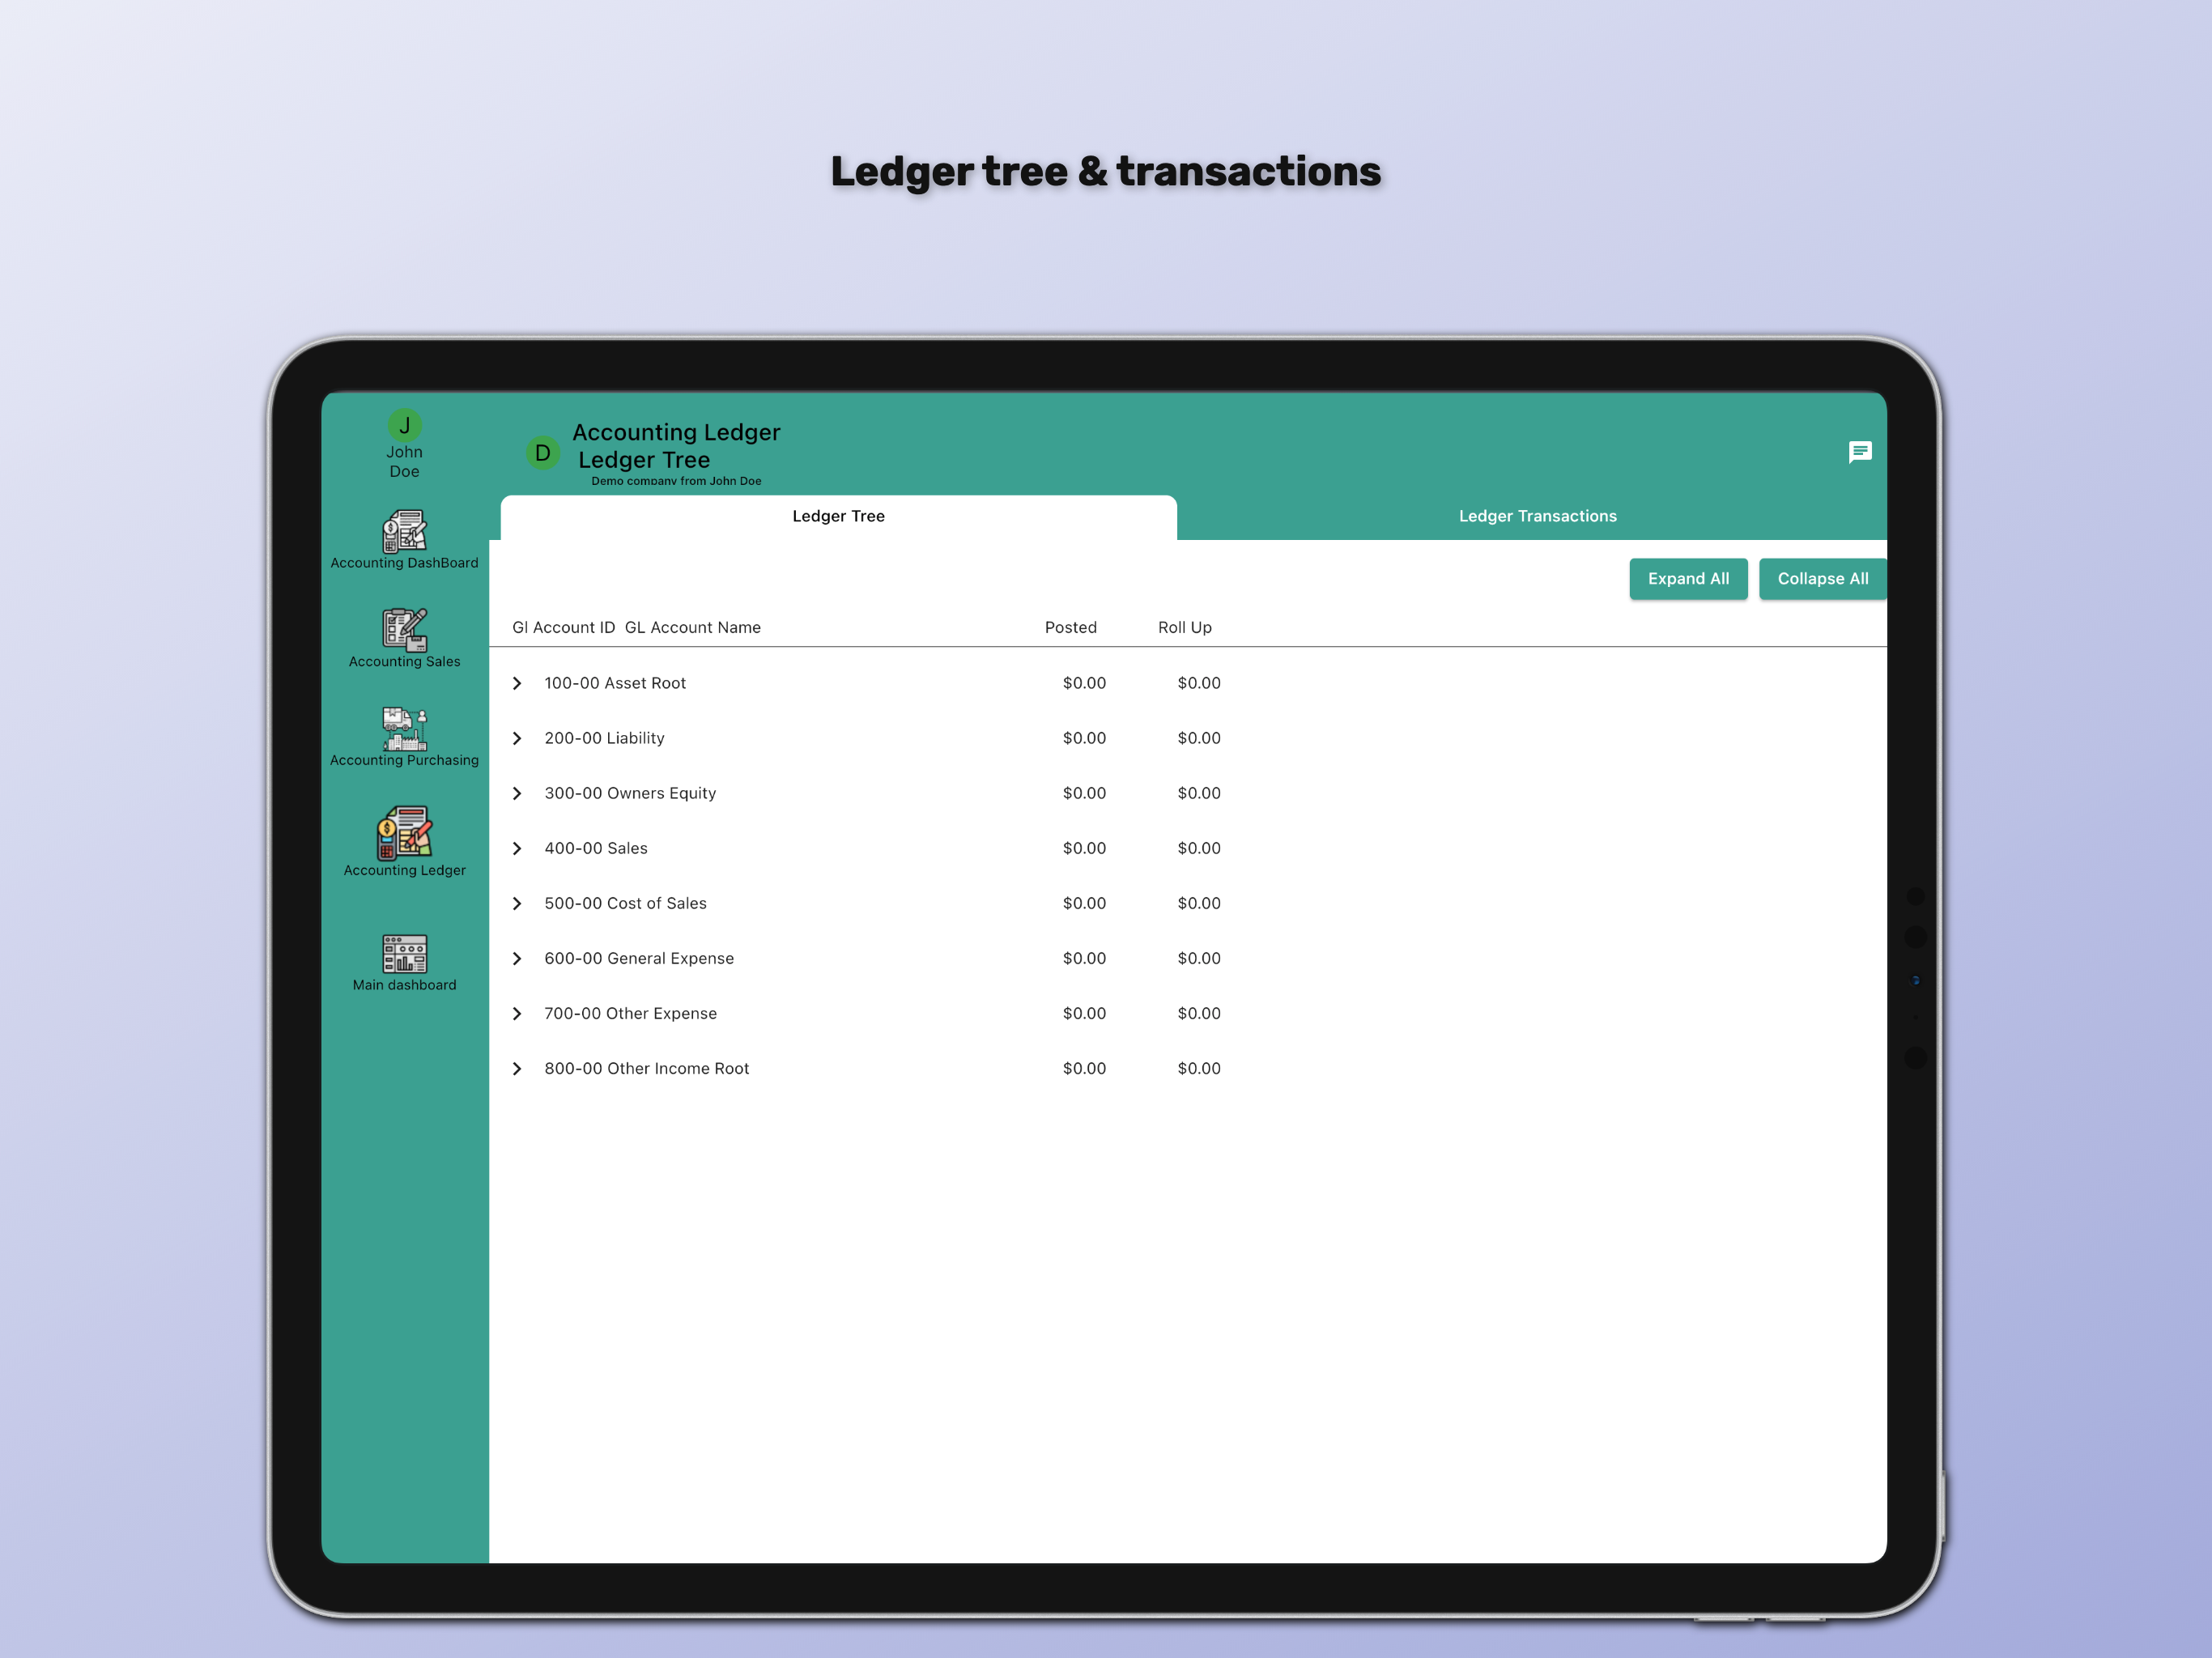 Ledger tree & transactions
J
John
Doe
D
Accounting Ledger
Ledger Tree
Demo company from John Doe
Ledger Tree
Ledger Transactions
Accounting DashBoard
Accounting Sales
Accounting Purchasing
Accounting Ledger
Main dashboard
Expand All
Collapse All
Gl Account ID GL Account Name Posted Roll Up
100-00 Asset Root $0.00 $0.00
200-00 Liability $0.00 $0.00
300-00 Owners Equity $0.00 $0.00
400-00 Sales $0.00 $0.00
500-00 Cost of Sales $0.00 $0.00
600-00 General Expense $0.00 $0.00
700-00 Other Expense $0.00 $0.00
800-00 Other Income Root $0.00 $0.00